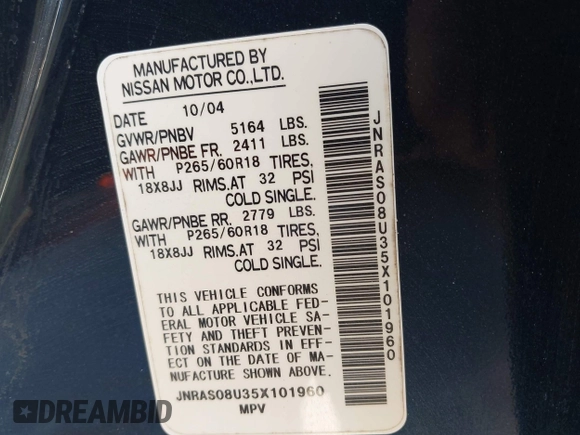 MANUFACTURED BY
NISSAN MOTOR CO.,LTD.
DATE 10/04
GVWR/PNBV 5164 LBS.
GAWR/PNBE FR. 2411 LBS.
WITH P265/60R18 TIRES,
18X8JJ RIMS.AT 32 PSI
COLD SINGLE.
GAWR/PNBE RR. 2779 LBS.
WITH P265/60R18 TIRES,
18X8JJ RIMS.AT 32 PSI
COLD SINGLE.
THIS VEHICLE CONFORMS
TO ALL APPLICABLE FED-
ERAL MOTOR VEHICLE SA-
FETY AND THEFT PREVEN-
TION STANDARDS IN EFF-
ECT ON THE DATE OF MA-
NUFACTURE SHOWN ABOVE.
JNRAS08U35X101960
MPV
JNRAS08U35X101960
DREAMBID